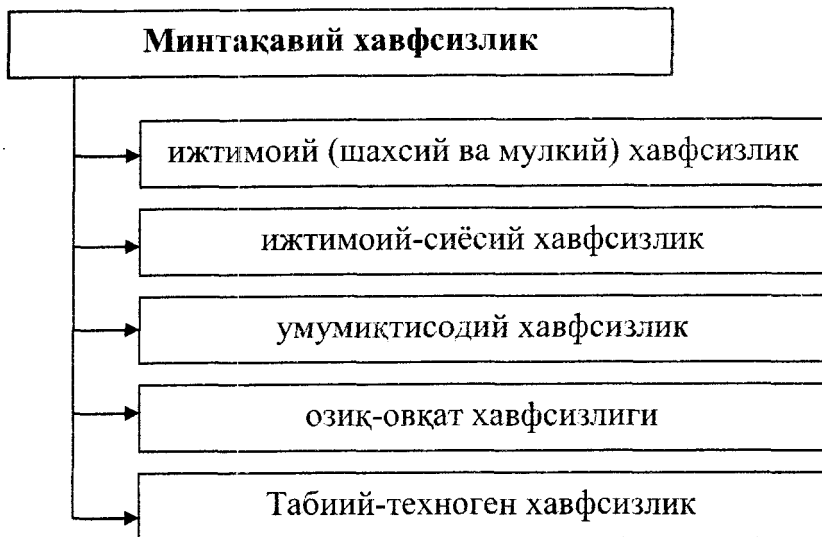 Минтақавий хавфсизлик
ижтимоий (шахсий ва мулкий) хавфсизлик
ижтимоий-сиёсий хавфсизлик
умумиқтисодий хавфсизлик
озиқ-овқат хавфсизлиги
Табиий-техноген хавфсизлик